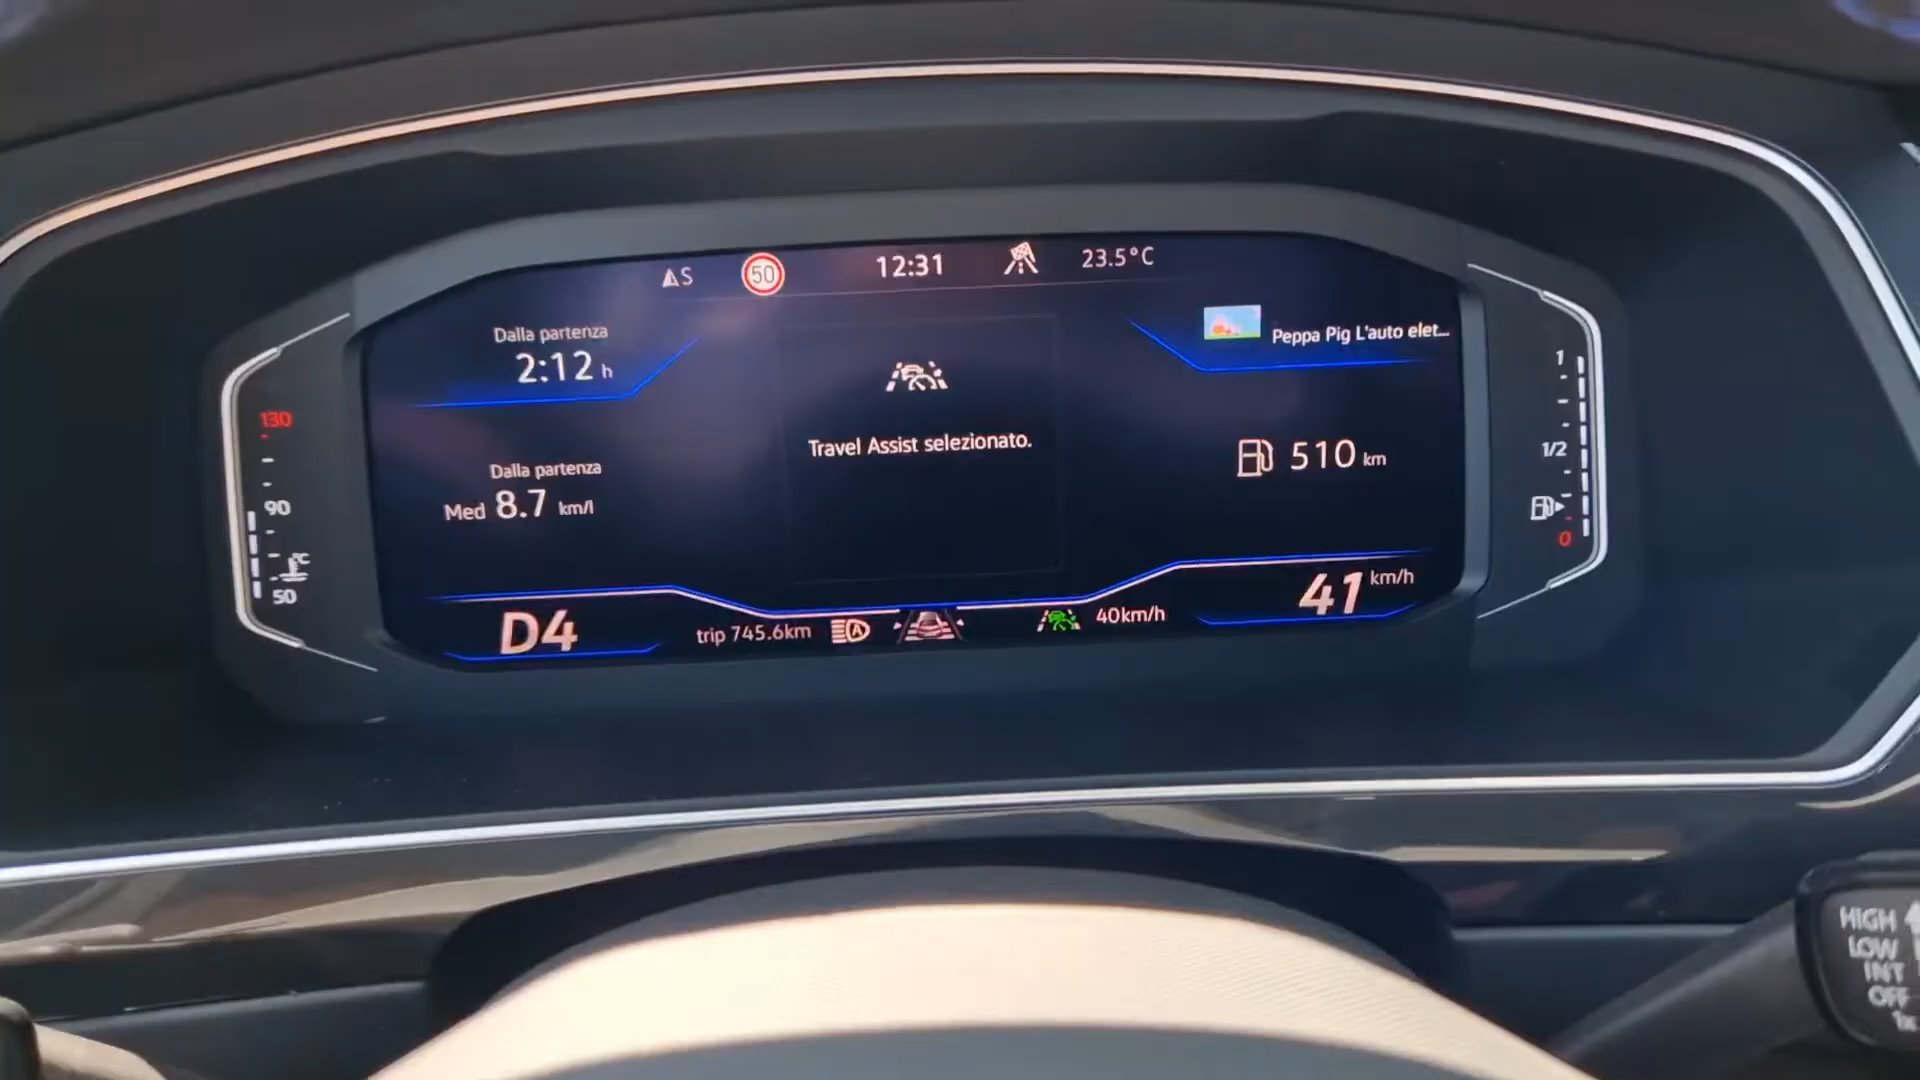 S
50
12:31
23.5°C
Dalla partenza
2:12 h
Peppa Pig L'auto elet...
Travel Assist selezionato.
Dalla partenza
Med 8.7 km/l
510 km
130
90
°C
50
1
1/2
0
D4
trip 745.6km
A
40km/h
41 km/h
HIGH
LOW
INT
OFF
1x